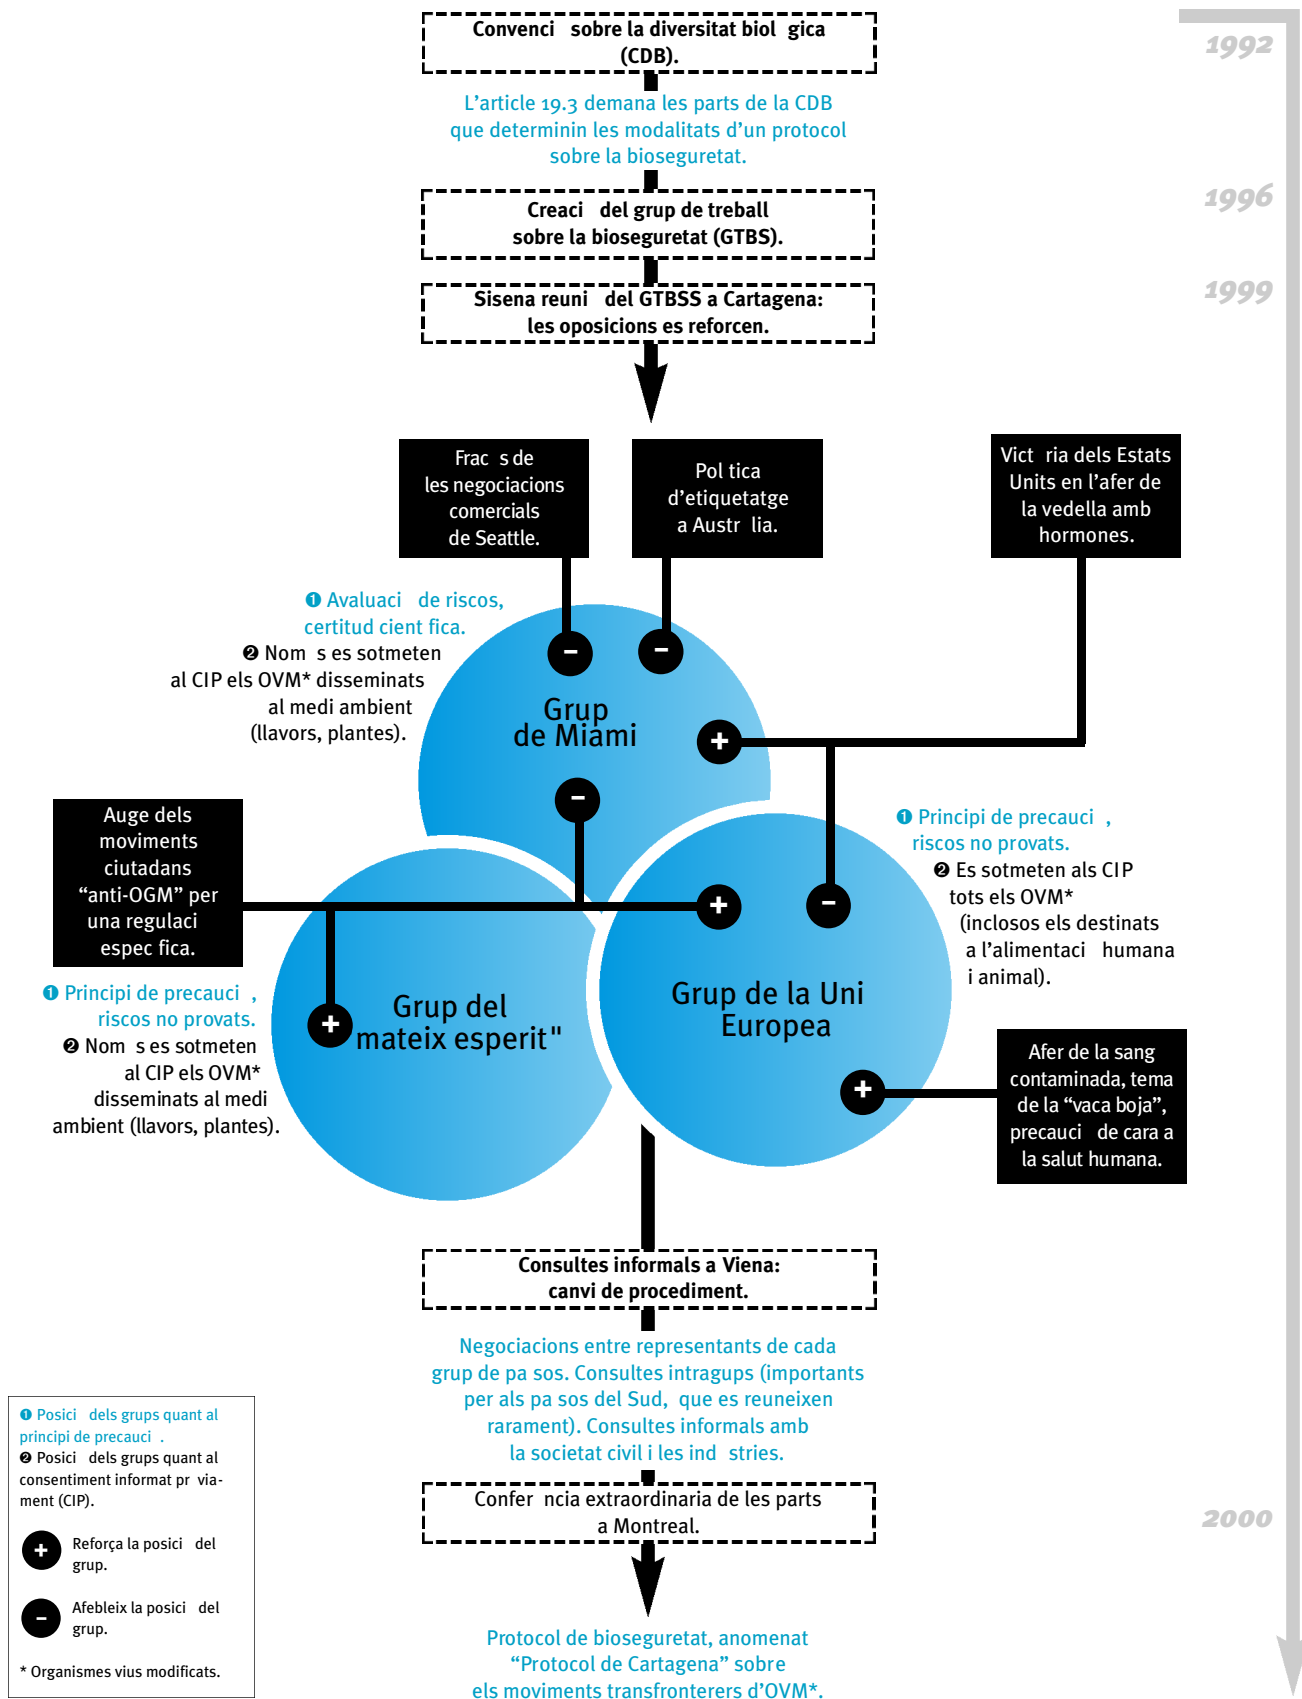 Convenci sobre la diversitat biol gica
(CDB).
1992
L'article 19.3 demana les parts de la CDB
que determinin les modalitats d'un protocol
sobre la bioseguretat.
1996
Creaci del grup de treball
sobre la bioseguretat (GTBS).
1999
Sisena reuni del GTBSS a Cartagena:
les oposicions es reforcen.
Frac s de
les negociacions
comercials
de Seattle.
Pol tica
d'etiquetatge
a Austr lia.
Vict ria dels Estats
Units en l'afer de
la vedella amb
hormones.
❶ Avaluaci de riscos,
certitud cient fica.
❷ Nom s es sotmeten
al CIP els OVM* disseminats
al medi ambient
(llavors, plantes).
−
−
Grup
de Miami
+
−
Auge dels
moviments
ciutadans
“anti-OGM” per
una regulaci
espec fica.
❶ Principi de precauci ,
riscos no provats.
❷ Es sotmeten als CIP
tots els OVM*
(inclosos els destinats
a l'alimentaci humana
i animal).
+
−
❶ Principi de precauci ,
riscos no provats.
❷ Nom s es sotmeten
al CIP els OVM*
disseminats al medi
ambient (llavors, plantes).
+
Grup del
mateix esperit"
Grup de la Uni
Europea
+
Afer de la sang
contaminada, tema
de la “vaca boja”,
precauci de cara a
la salut humana.
Consultes informals a Viena:
canvi de procediment.
Negociacions entre representants de cada
grup de pa sos. Consultes intragups (importants
per als pa sos del Sud, que es reuneixen
rarament). Consultes informals amb
la societat civil i les ind stries.
Confer ncia extraordinaria de les parts
a Montreal.
2000
Protocol de bioseguretat, anomenat
“Protocol de Cartagena” sobre
els moviments transfronterers d'OVM*.
❶ Posici dels grups quant al
principi de precauci .
❷ Posici dels grups quant al
consentiment informat pr via-
ment (CIP).
+
Reforça la posici del
grup.
−
Afebleix la posici del
grup.
* Organismes vius modificats.